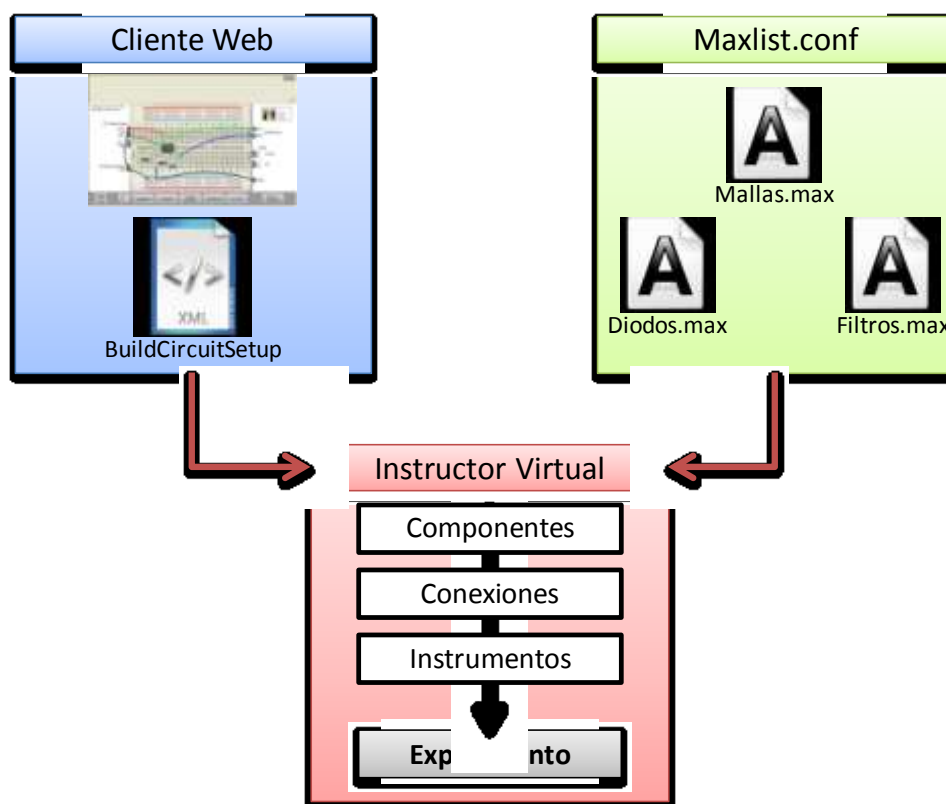 Cliente Web
XML
BuildCircuitSetup
Maxlist.conf
A
Mallas.max
A
Diodos.max
A
Filtros.max
Instructor Virtual
Componentes
Conexiones
Instrumentos